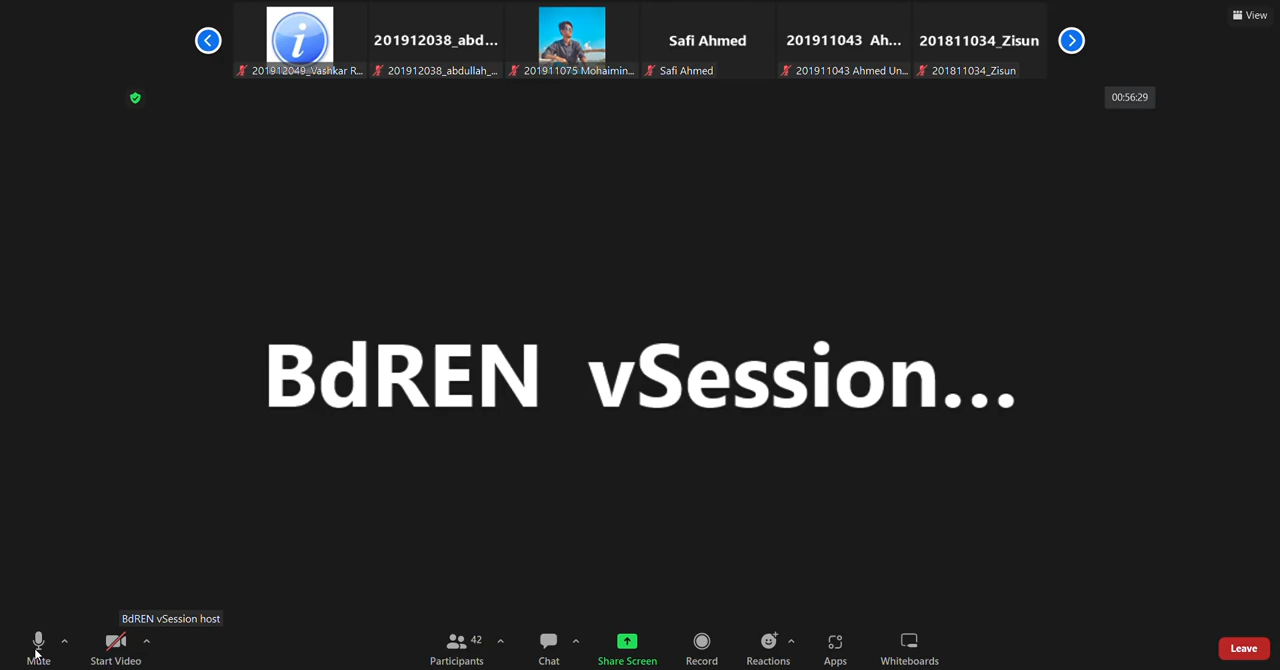 View
201912038_abd...
Safi Ahmed
201911043 Ah...
201811034_Zisun
201912049_Vashkar R...
201912038_abdullah_...
201911075 Mohaimin...
Safi Ahmed
201911043 Ahmed Un...
201811034_Zisun
00:56:29
BdREN vSession...
BdREN vSession host
42
Mute
Start Video
Participants
Chat
Share Screen
Record
Reactions
Apps
Whiteboards
Leave